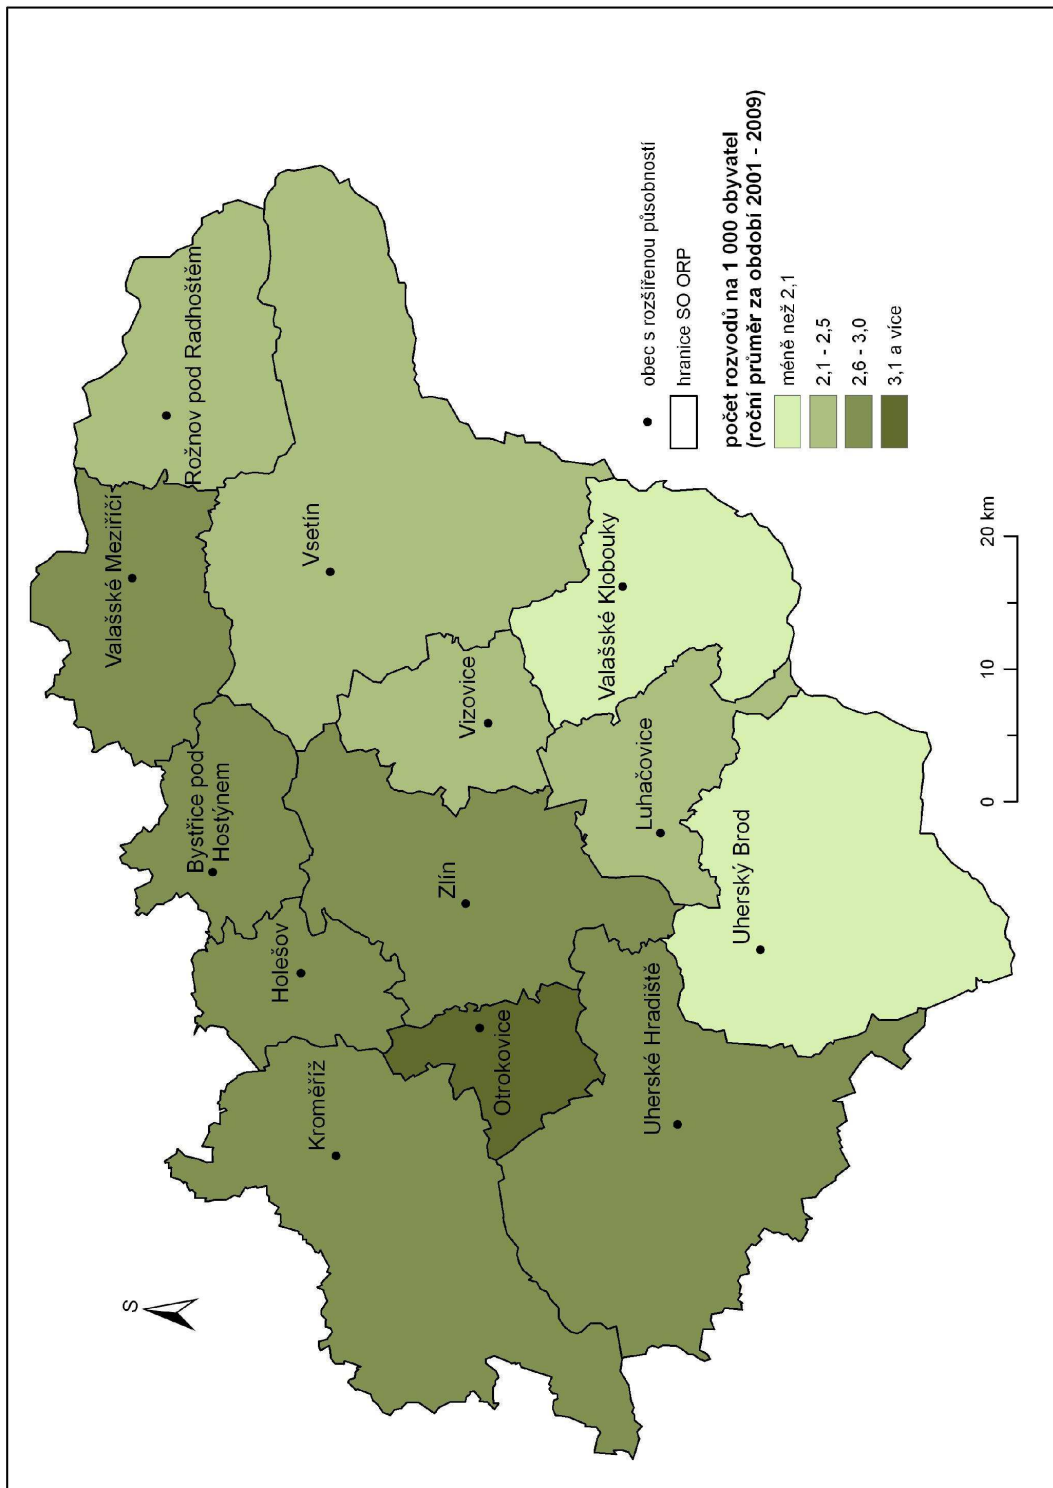 S
Rožnov pod Radhoštěm
Valašské Meziříčí
Bystřice pod
Hostýnem
Holešov
Kroměříž
Vsetín
Vizovice
Zlín
Otrokovice
Valašské Klobouky
Luhačovice
Uherské Hradiště
Uherský Brod
0
10
20 km
obec s rozšířenou působností
hranice SO ORP
počet rozvodů na 1 000 obyvatel
(roční průměr za období 2001 - 2009)
méně než 2,1
2,1 - 2,5
2,6 - 3,0
3,1 a více